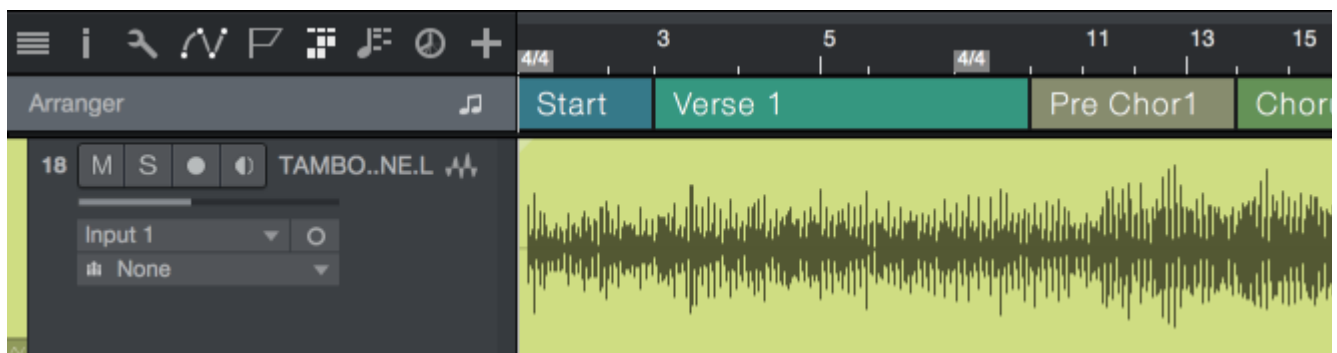 3 5 11 13 15
4/4 4/4
Arranger Start Verse 1 Pre Chor1 Choru
18 M S TAMBO..NE.L
Input 1
None